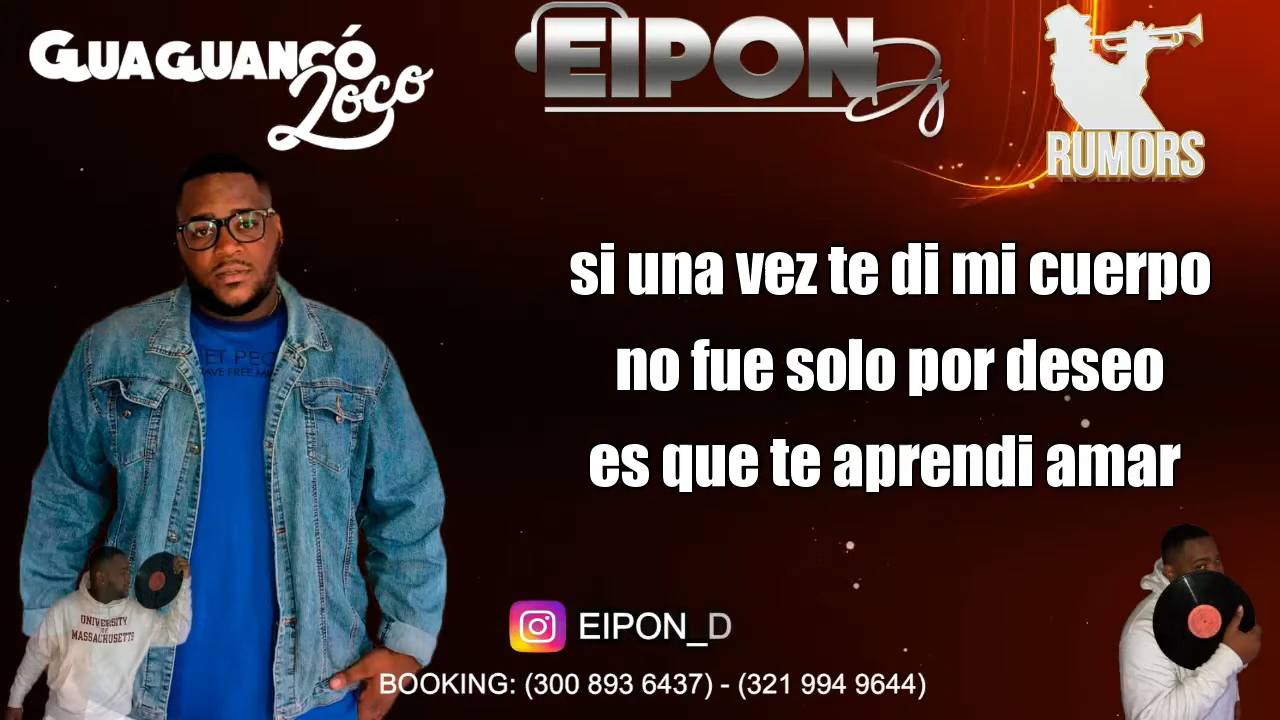 GUAGUANCÓ
Loco
EIPON
Dj
RUMORS
si una vez te di mi cuerpo
no fue solo por deseo
es que te aprendi amar
UNIVERSITY
OF
MASSACHUSETTS
EIPON_D
BOOKING: (300 893 6437) - (321 994 9644)